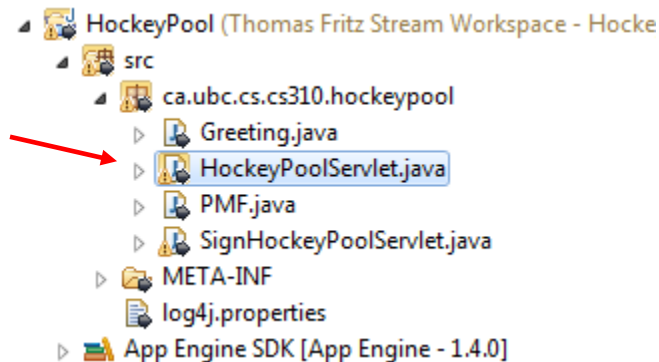 HockeyPool (Thomas Fritz Stream Workspace - Hocke
src
ca.ubc.cs.cs310.hockeypool
Greeting.java
HockeyPoolServlet.java
PMF.java
SignHockeyPoolServlet.java
META-INF
log4j.properties
App Engine SDK [App Engine - 1.4.0]